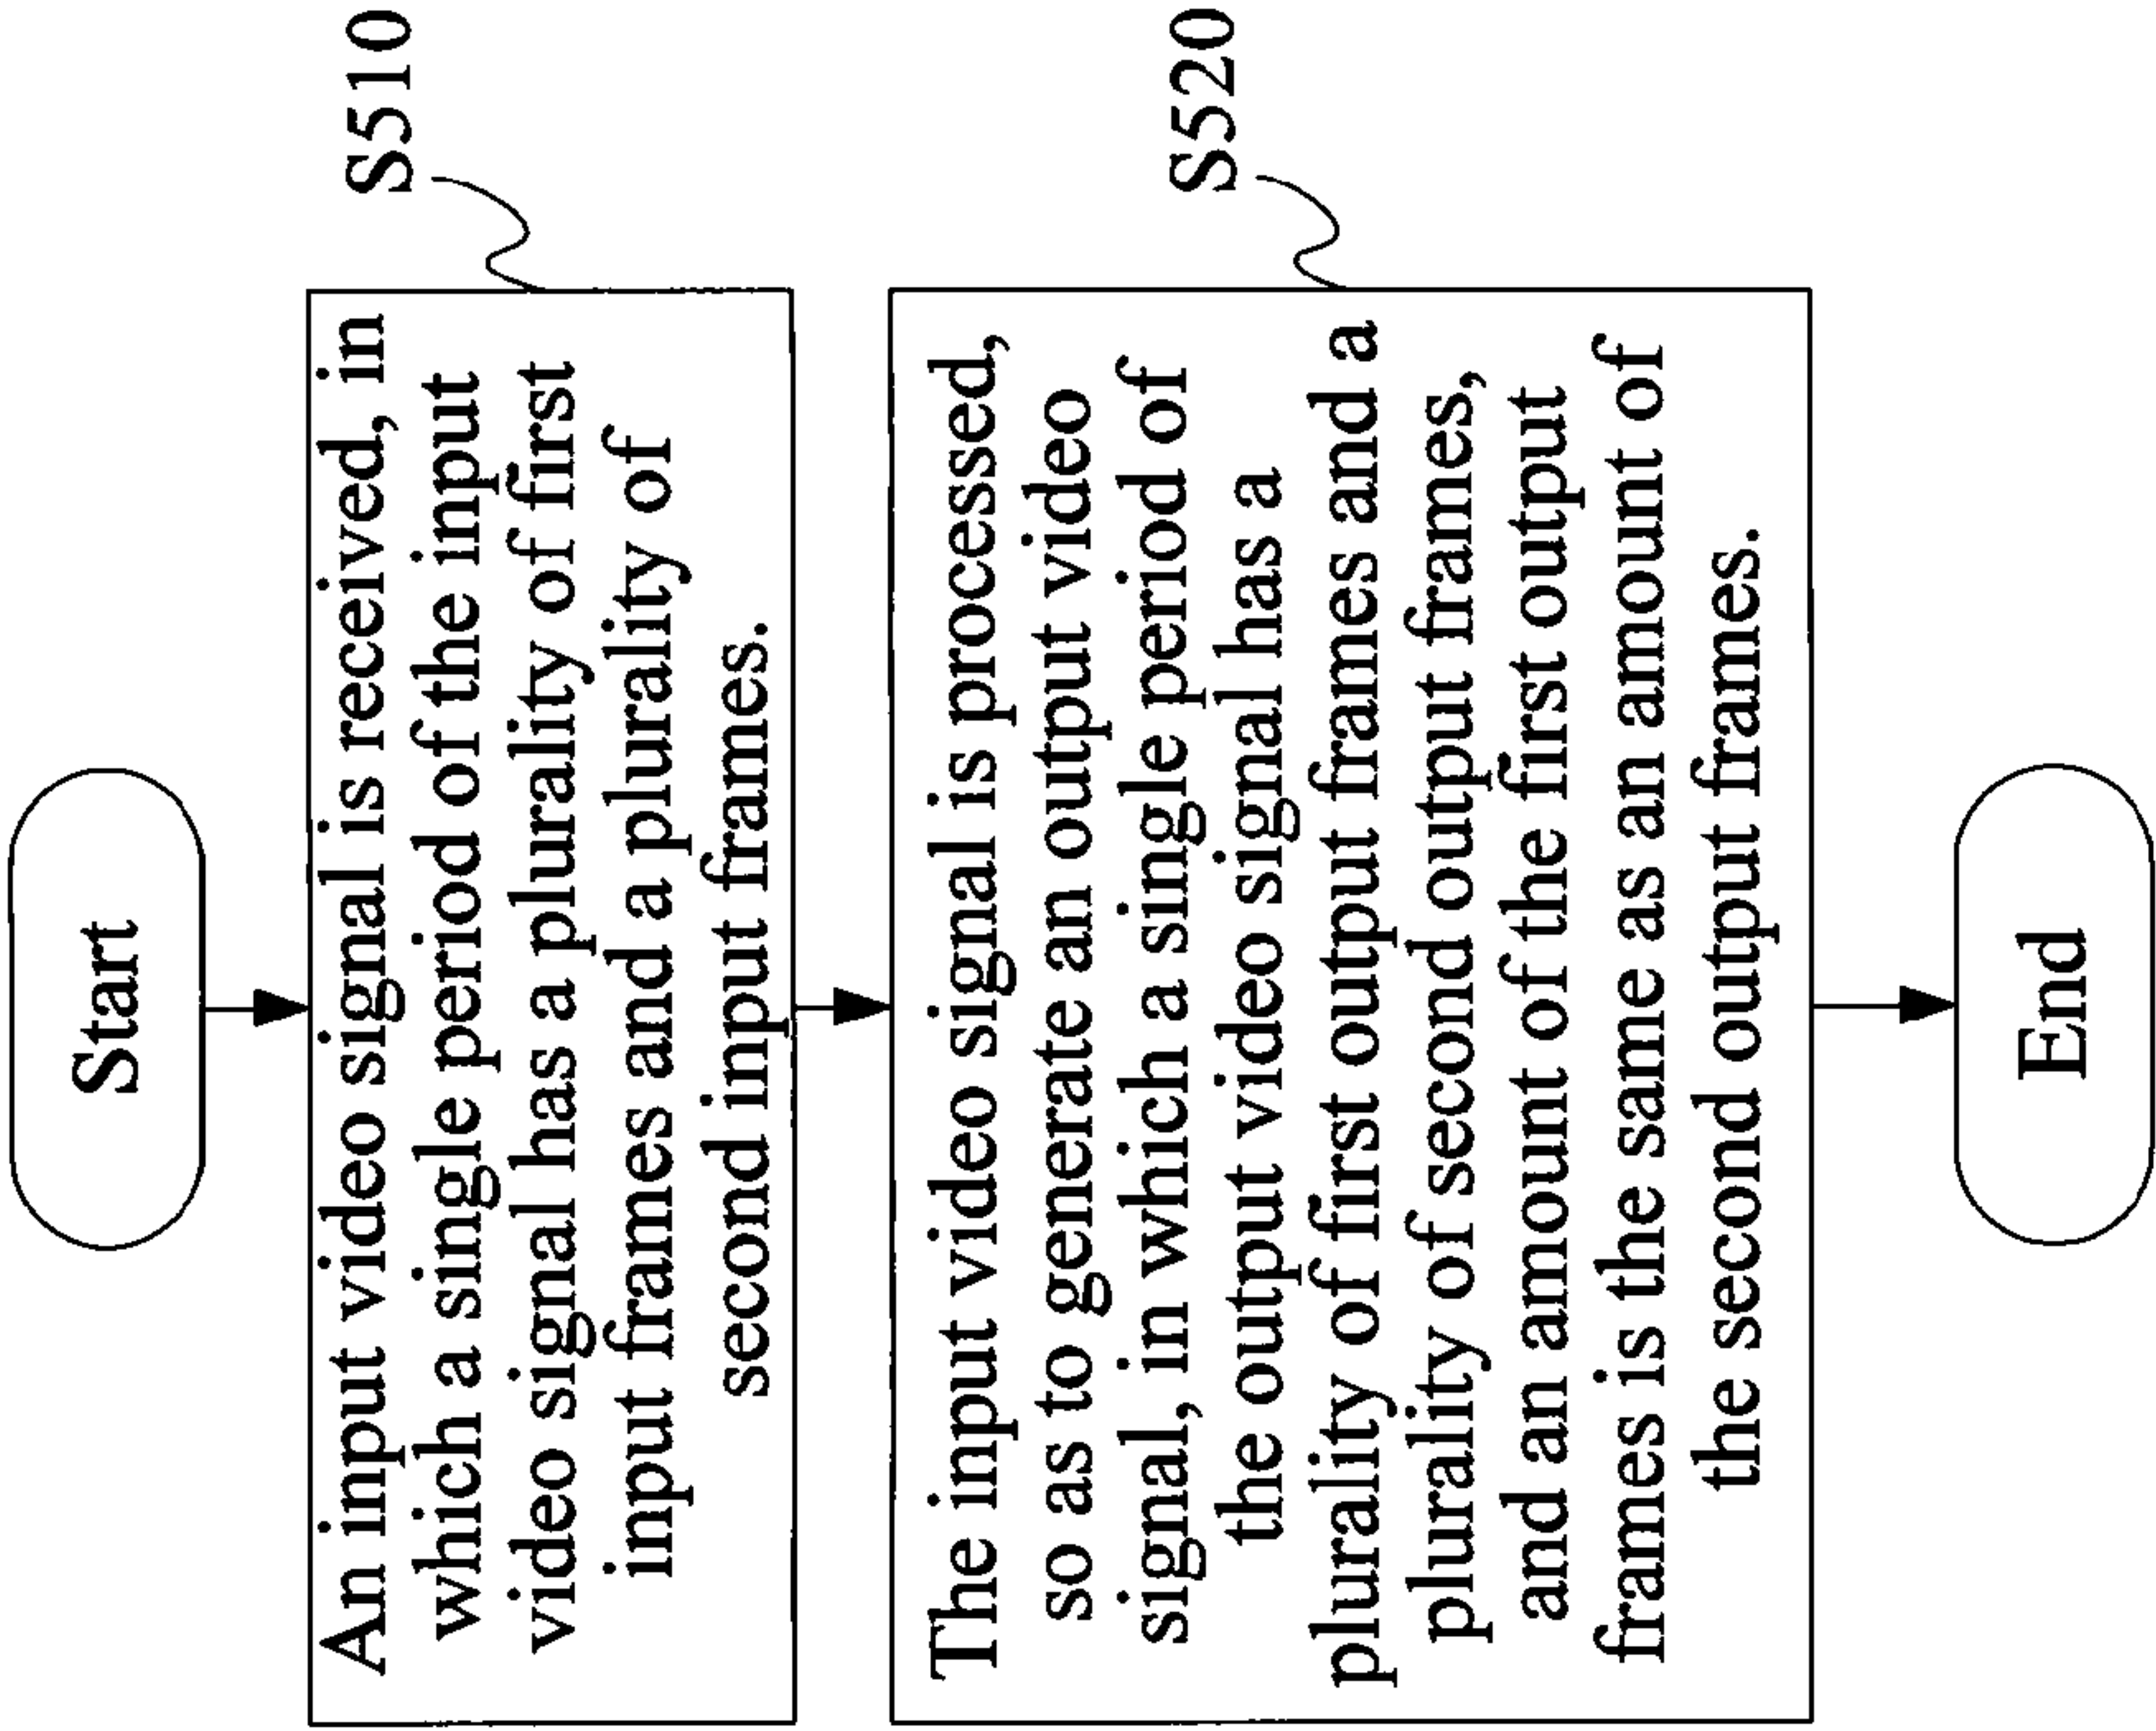 Start
An input video signal is received, in
which a single period of the input
video signal has a plurality of first
input frames and a plurality of
second input frames.
S510
The input video signal is processed,
so as to generate an output video
signal, in which a single period of
the output video signal has a
plurality of first output frames and a
plurality of second output frames,
and an amount of the first output
frames is the same as an amount of
the second output frames.
S520
End